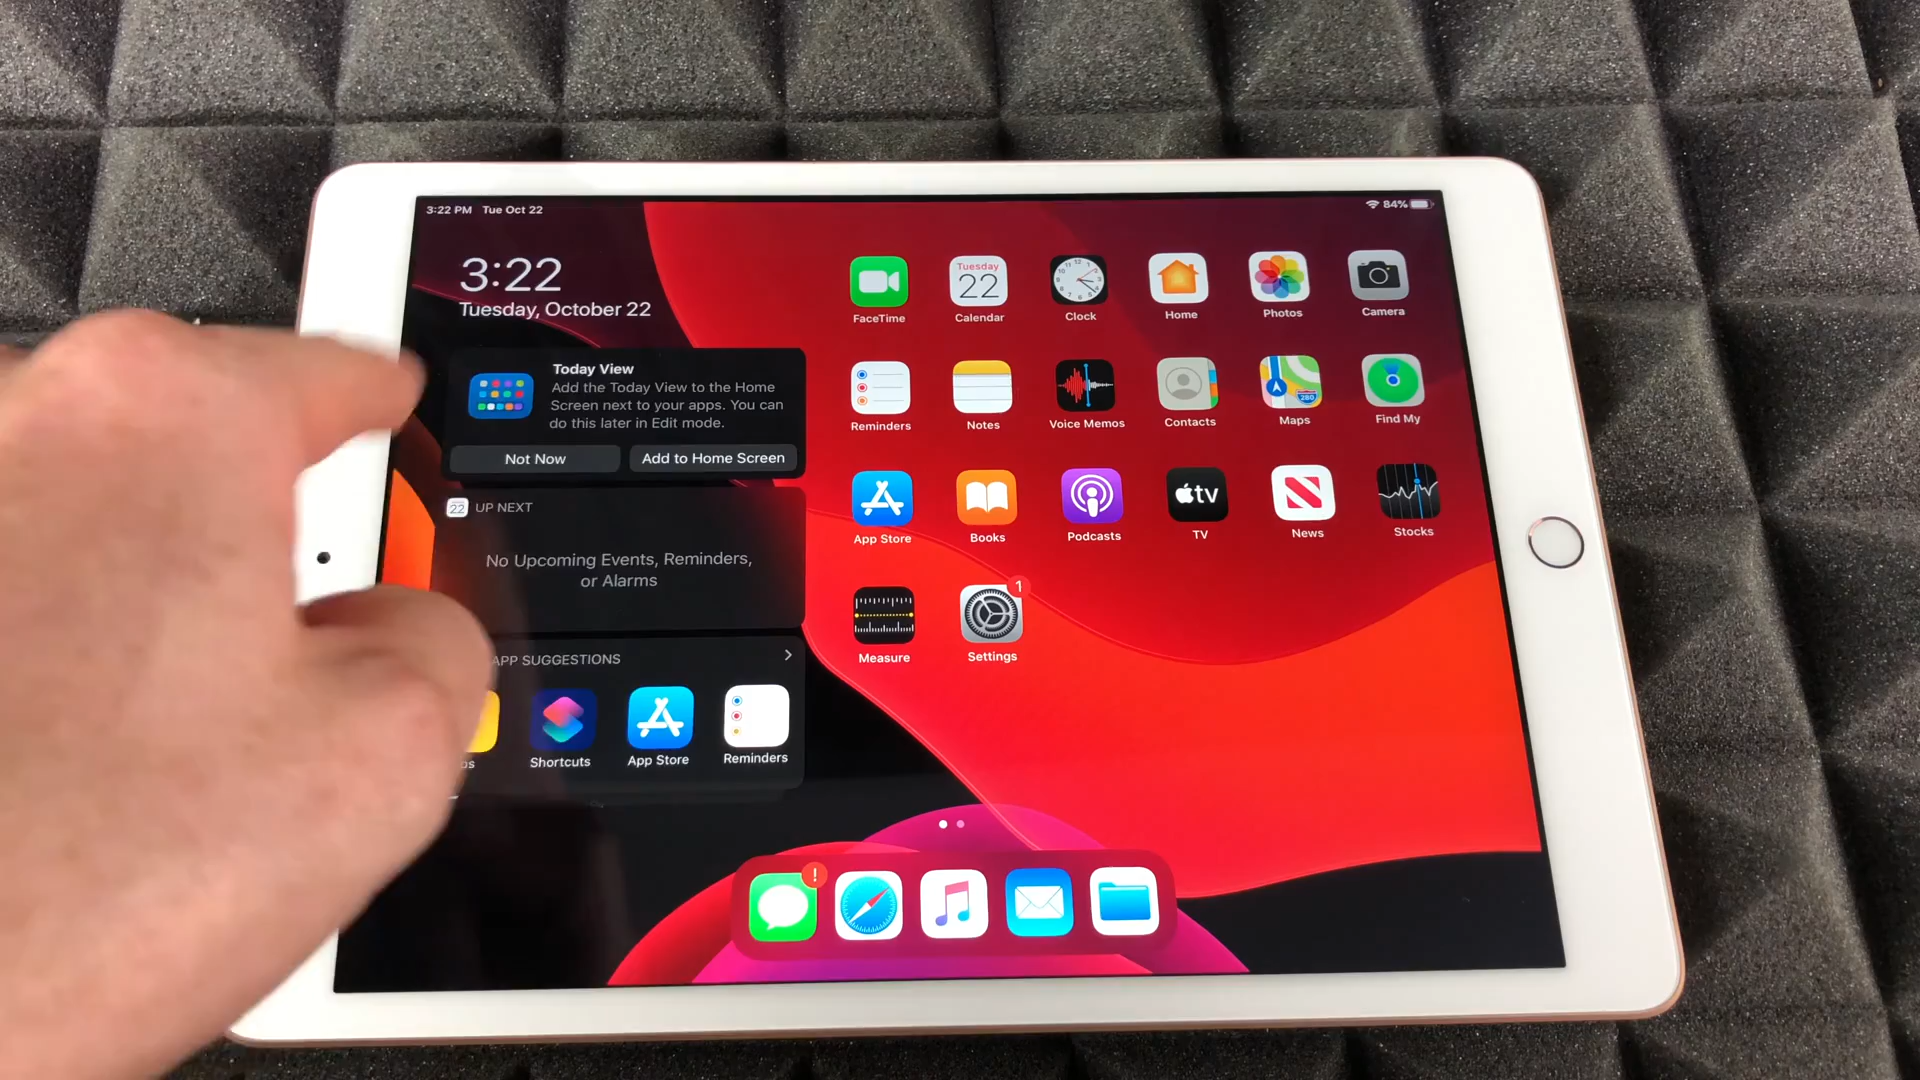 3:22 PM Tue Oct 22
84%
3:22
Tuesday, October 22
Today View
Add the Today View to the Home
Screen next to your apps. You can
do this later in Edit mode.
Not Now
Add to Home Screen
22 UP NEXT
No Upcoming Events, Reminders,
or Alarms
APP SUGGESTIONS
Shortcuts
App Store
Reminders
Tuesday
22
FaceTime
Calendar
Clock
Home
Photos
Camera
280
Reminders
Notes
Voice Memos
Contacts
Maps
Find My
tv
App Store
Books
Podcasts
TV
News
Stocks
1
Measure
Settings
!